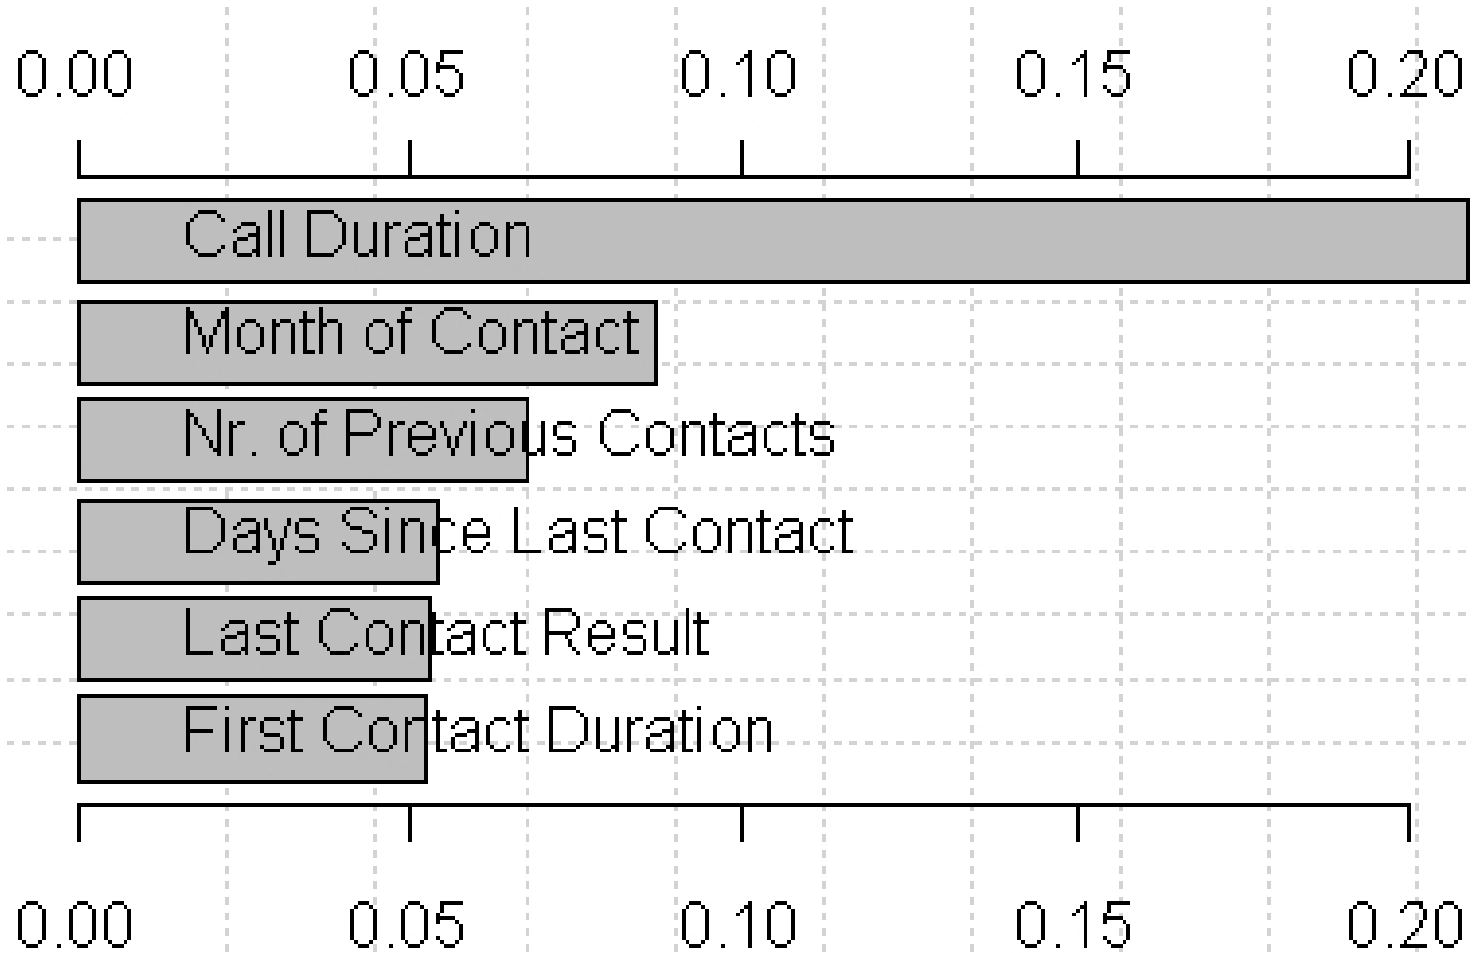 0.00 0.05 0.10 0.15 0.20
Call Duration
Month of Contact
Nr. of Previous Contacts
Days Since Last Contact
Last Contact Result
First Contact Duration
0.00 0.05 0.10 0.15 0.20